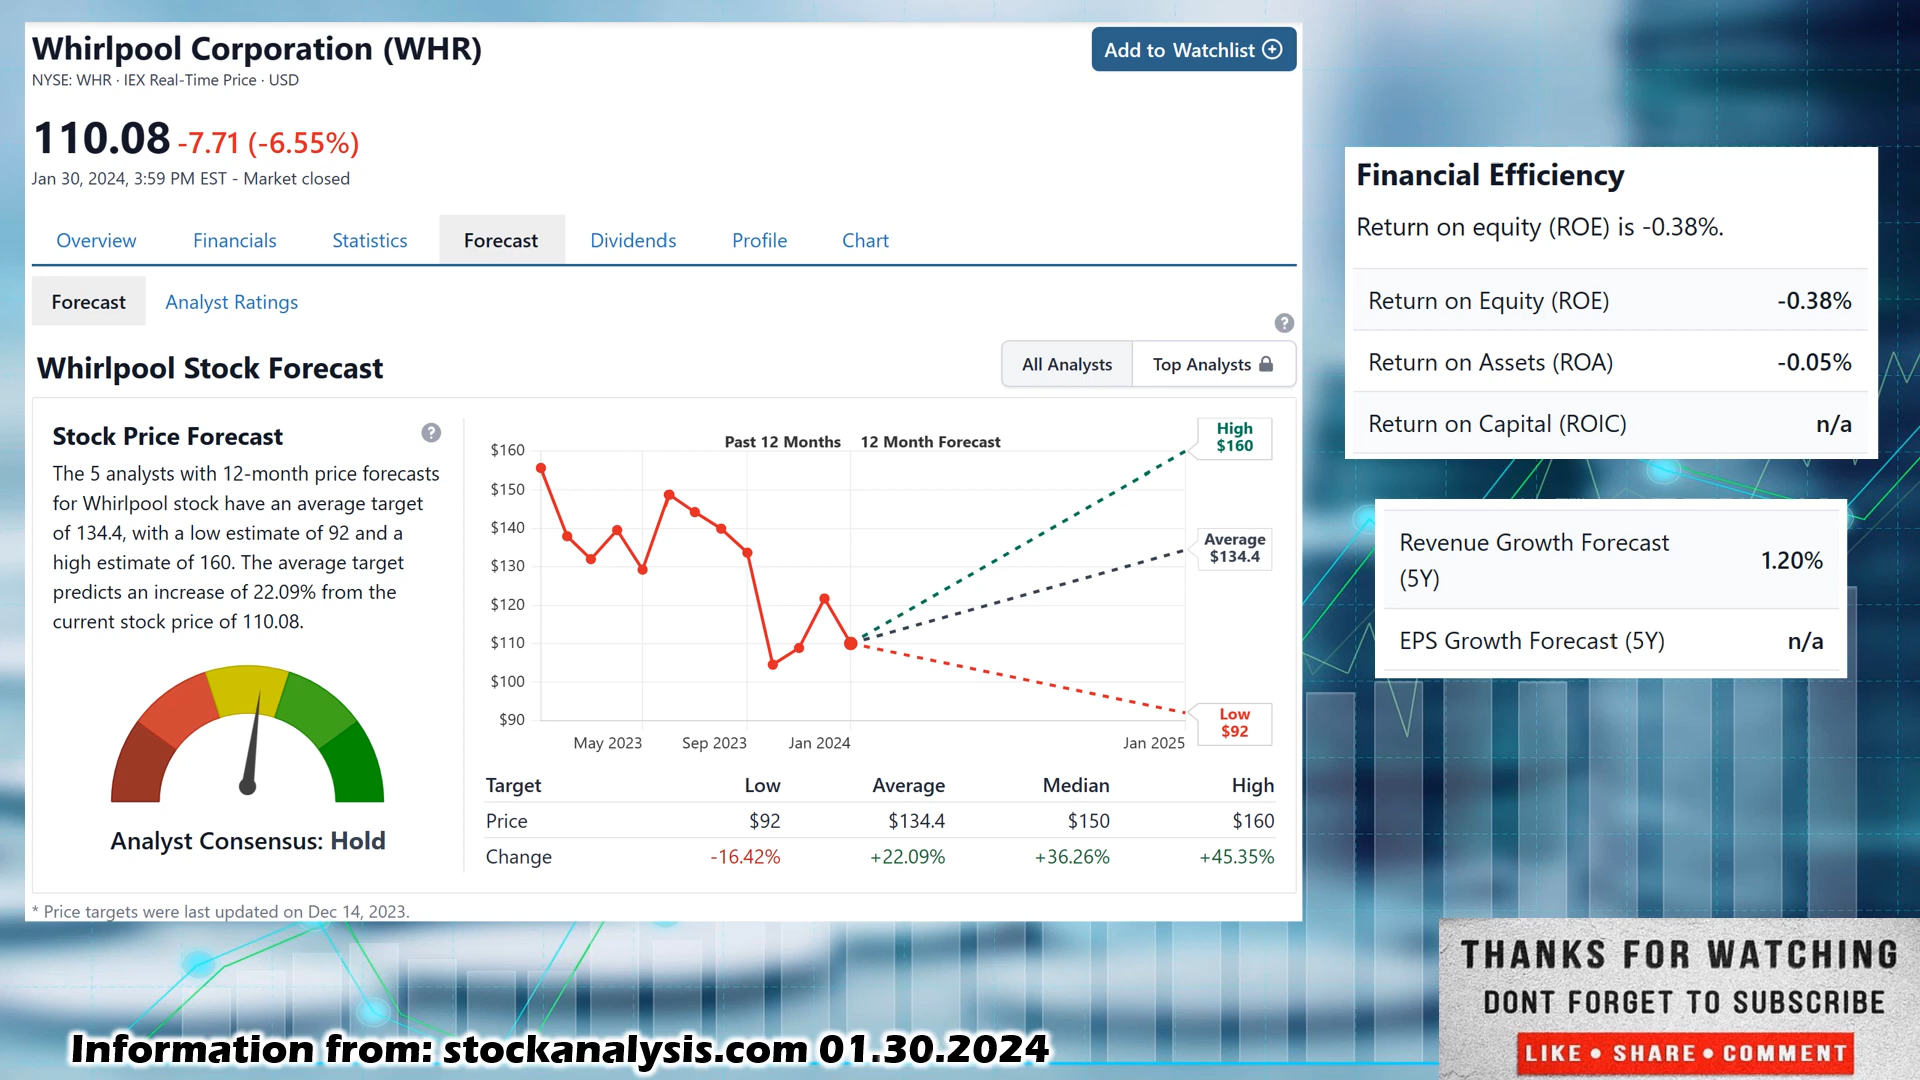 Whirlpool Corporation (WHR)
Add to Watchlist
NYSE: WHR · IEX Real-Time Price · USD
110.08 -7.71 (-6.55%)
Jan 30, 2024, 3:59 PM EST - Market closed
Overview Financials Statistics Forecast Dividends Profile Chart
Forecast Analyst Ratings
?
Whirlpool Stock Forecast
All Analysts Top Analysts
Stock Price Forecast ?
The 5 analysts with 12-month price forecasts
for Whirlpool stock have an average target
of 134.4, with a low estimate of 92 and a
high estimate of 160. The average target
predicts an increase of 22.09% from the
current stock price of 110.08.
Analyst Consensus: Hold
Past 12 Months 12 Month Forecast
$160
$150
$140
$130
$120
$110
$100
$90
High
$160
Average
$134.4
Low
$92
May 2023 Sep 2023 Jan 2024 Jan 2025
Target Low Average Median High
Price $92 $134.4 $150 $160
Change -16.42% +22.09% +36.26% +45.35%
* Price targets were last updated on Dec 14, 2023.
Financial Efficiency
Return on equity (ROE) is -0.38%.
Return on Equity (ROE) -0.38%
Return on Assets (ROA) -0.05%
Return on Capital (ROIC) n/a
Revenue Growth Forecast
(5Y) 1.20%
EPS Growth Forecast (5Y) n/a
THANKS FOR WATCHING
DONT FORGET TO SUBSCRIBE
LIKE • SHARE • COMMENT
Information from: stockanalysis.com 01.30.2024